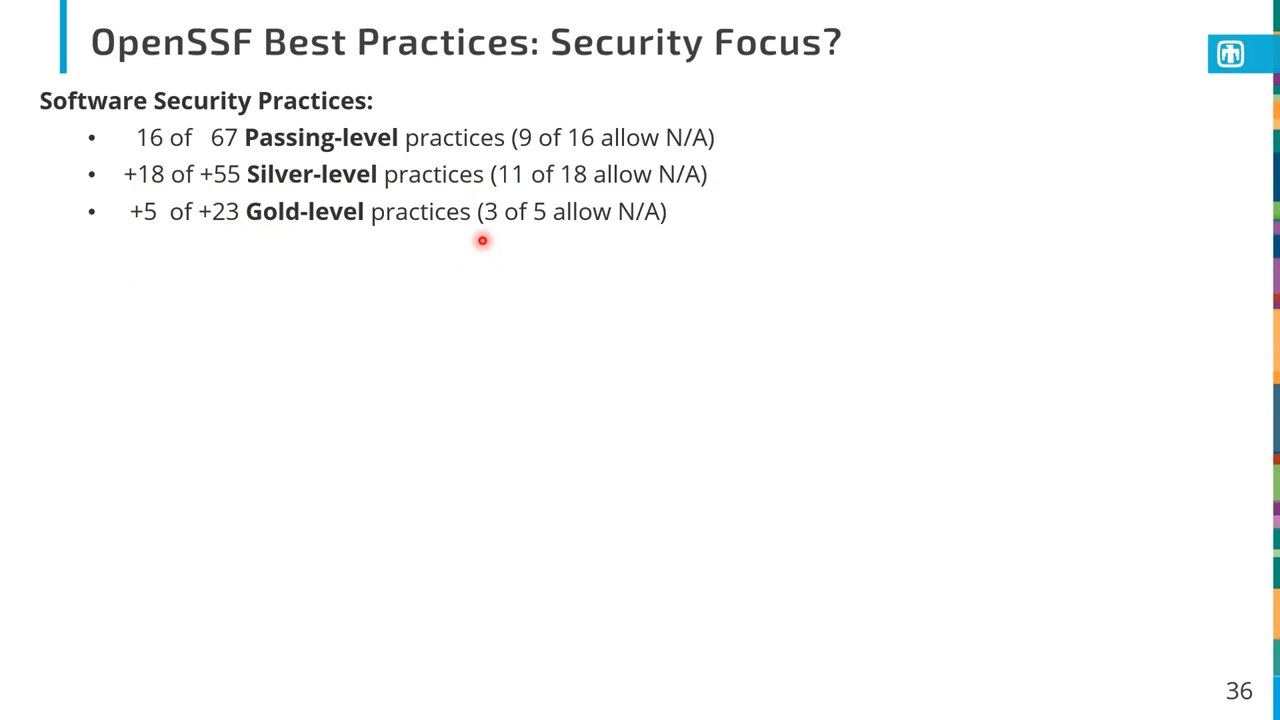 OpenSSF Best Practices: Security Focus?
Software Security Practices:
• 16 of 67 Passing-level practices (9 of 16 allow N/A)
• +18 of +55 Silver-level practices (11 of 18 allow N/A)
• +5 of +23 Gold-level practices (3 of 5 allow N/A)
36